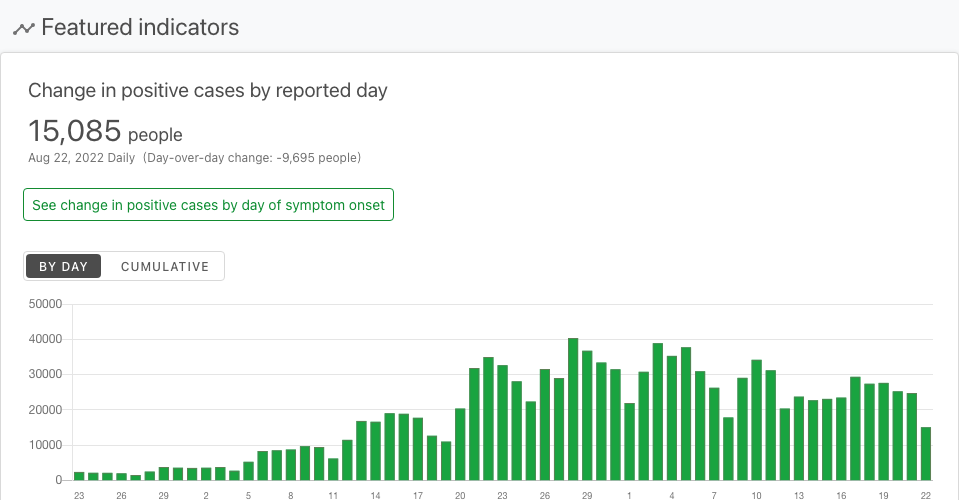 Featured indicators
Change in positive cases by reported day
15,085 people
Aug 22, 2022 Daily (Day-over-day change: -9,695 people)
See change in positive cases by day of symptom onset
BY DAY CUMULATIVE
50000
40000
30000
20000
10000
0
23 26 29 2 5 8 11 14 17 20 23 26 29 1 4 7 10 13 16 19 22